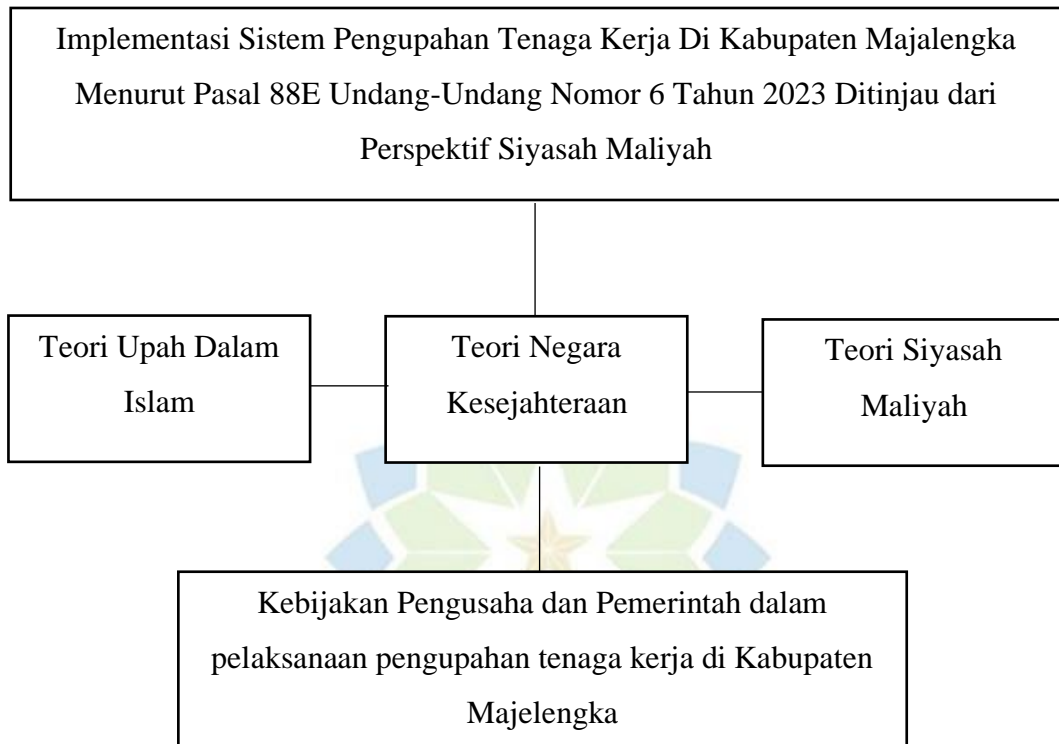 Implementasi Sistem Pengupahan Tenaga Kerja Di Kabupaten Majalengka
Menurut Pasal 88E Undang-Undang Nomor 6 Tahun 2023 Ditinjau dari
Perspektif Siyasah Maliyah
Teori Upah Dalam
Islam
Teori Negara
Kesejahteraan
Teori Siyasah
Maliyah
Kebijakan Pengusaha dan Pemerintah dalam
pelaksanaan pengupahan tenaga kerja di Kabupaten
Majelengka